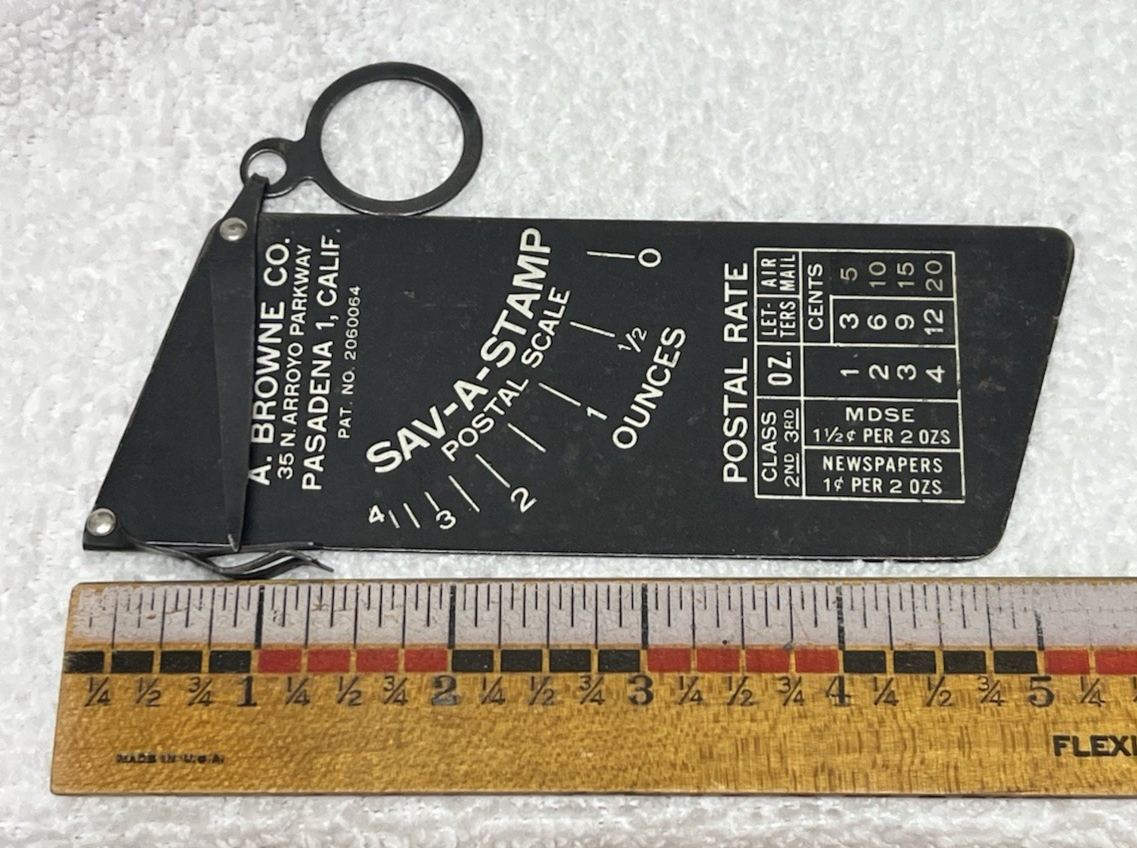 A. BROWNE CO.
35 N. ARROYO PARKWAY
PASADENA 1, CALIF
PAT. NO. 2060064
SAV-A-STAMP
POSTAL SCALE
0
1/2
1
2
3
4
OUNCES
POSTAL RATE
CLASS
2ND 3RD
OZ.
LET-
TERS
AIR
MAIL
NEWSPAPERS
1¢ PER 2 OZS
MDSE
1½¢ PER 2 OZS
CENTS
1 3 5
2 6 10
3 9 15
4 12 20
¼ ½ ¾ 1 ¼ ½ ¾ 2 ¼ ½ ¾ 3 ¼ ½ ¾ 4 ¼ ½ ¾ 5 ¼
MADE IN U.S.A.
FLEXI